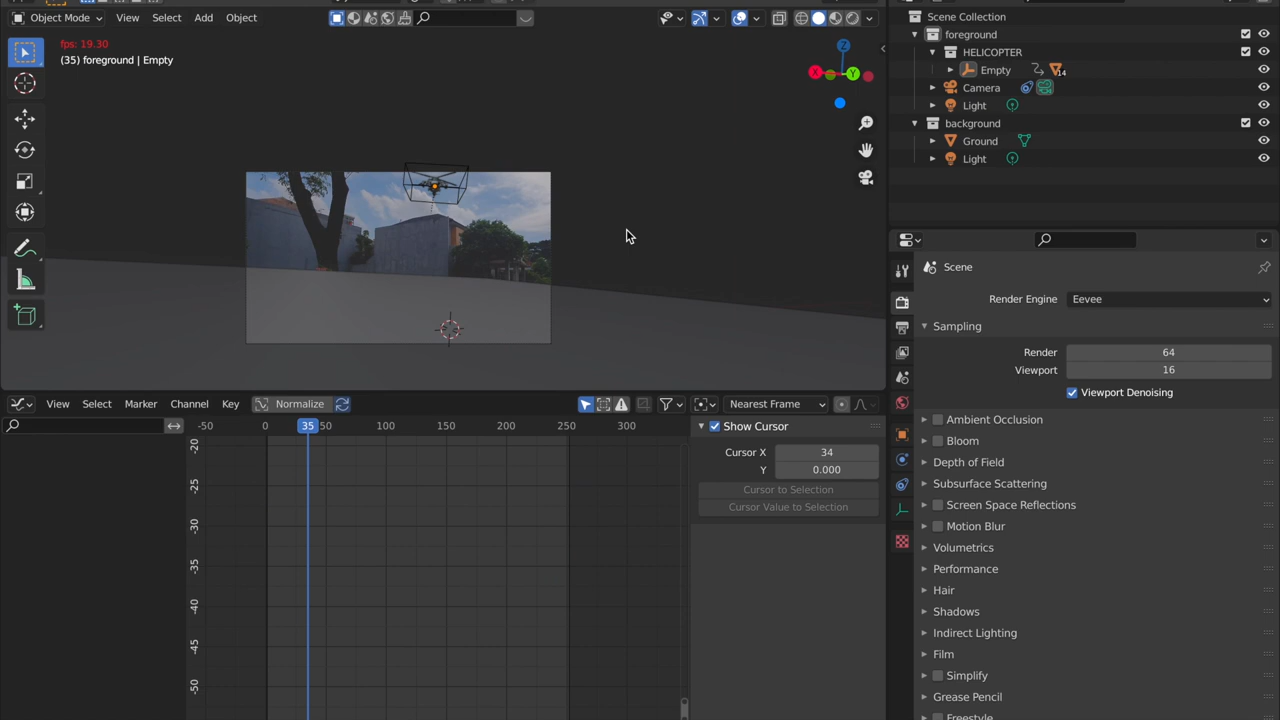 Object Mode View Select Add Object
fps: 19.30
(35) foreground | Empty
Z
X
Y
Normalize
View Select Marker Channel Key
Nearest Frame
-50 0 35 50 100 150 200 250 300
-20
-25
-30
-35
-40
-45
-50
Show Cursor
Cursor X 34
Y 0.000
Cursor to Selection
Cursor Value to Selection
Scene Collection
foreground
HELICOPTER
Empty 14
Camera
Light
background
Ground
Light
Scene
Render Engine Eevee
Sampling
Render 64
Viewport 16
Viewport Denoising
Ambient Occlusion
Bloom
Depth of Field
Subsurface Scattering
Screen Space Reflections
Motion Blur
Volumetrics
Performance
Hair
Shadows
Indirect Lighting
Film
Simplify
Grease Pencil
Freestyle